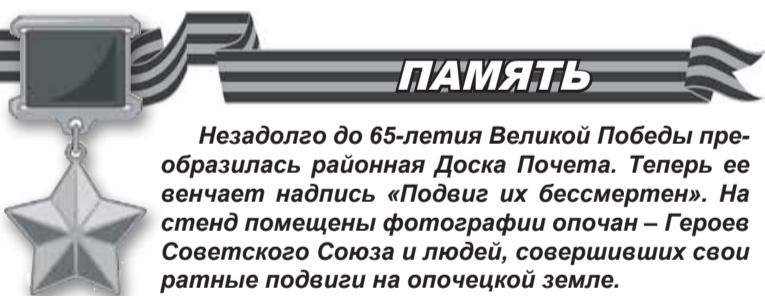 ПАМЯТЬ
Незадолго до 65-летия Великой Победы пре-
образилась районная Доска Почета. Теперь ее
венчает надпись «Подвиг их бессмертен». На
стенд помещены фотографии опочан – Героев
Советского Союза и людей, совершивших свои
ратные подвиги на опочецкой земле.